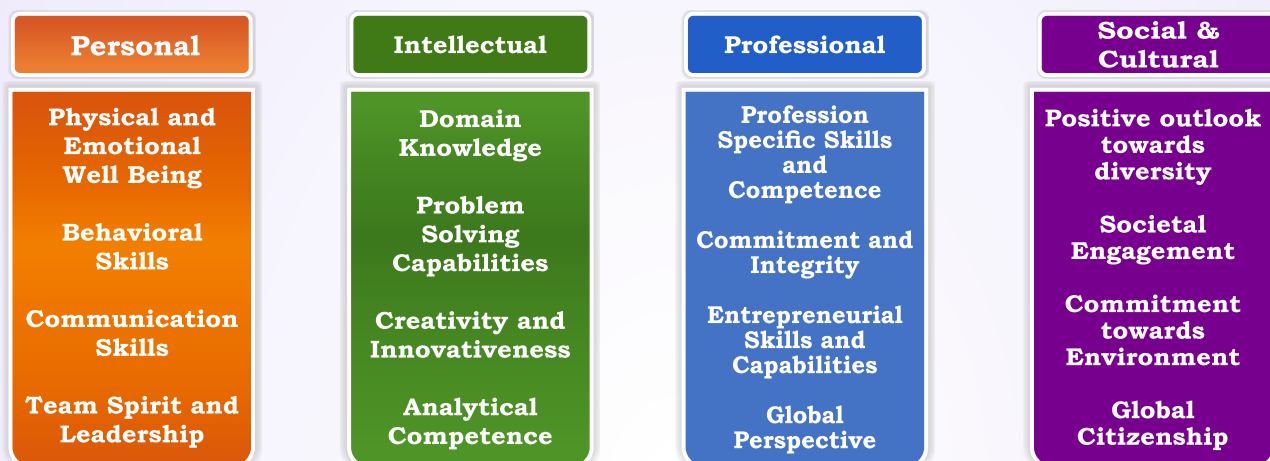 Personal
Physical and
Emotional
Well Being
Behavioral
Skills
Communication
Skills
Team Spirit and
Leadership
Intellectual
Domain
Knowledge
Problem
Solving
Capabilities
Creativity and
Innovativeness
Analytical
Competence
Professional
Profession
Specific Skills
and
Competence
Commitment and
Integrity
Entrepreneurial
Skills and
Capabilities
Global
Perspective
Social &
Cultural
Positive outlook
towards
diversity
Societal
Engagement
Commitment
towards
Environment
Global
Citizenship